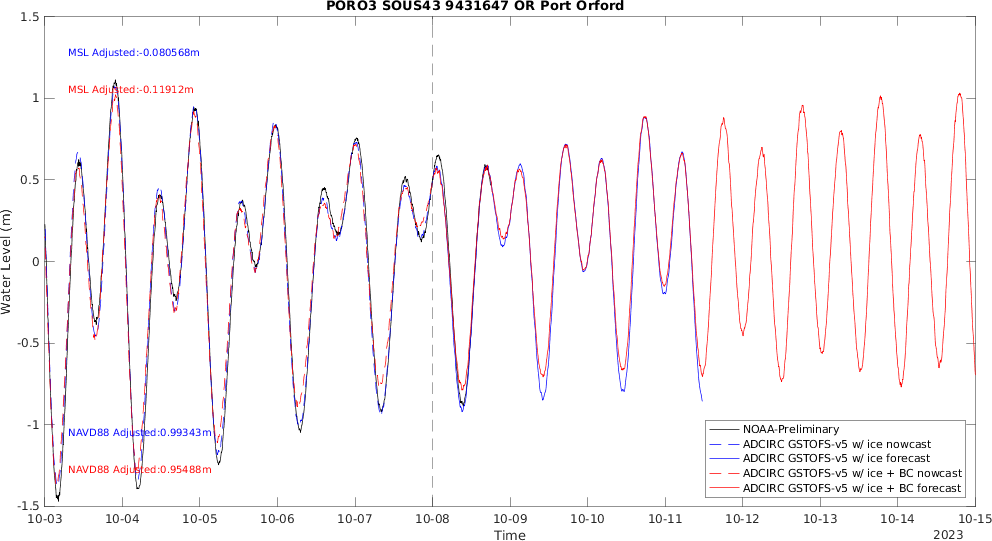 PORO3 SOUS43 9431647 OR Port Orford
1.5
MSL Adjusted:-0.080568m
1
MSL Adjusted:-0.11912m
0.5
Water Level (m)
0
-0.5
-1
NAVD88 Adjusted:0.99343m
NAVD88 Adjusted:0.95488m
-1.5
NOAA-Preliminary
ADCIRC GSTOFS-v5 w/ ice nowcast
ADCIRC GSTOFS-v5 w/ ice forecast
ADCIRC GSTOFS-v5 w/ ice + BC nowcast
ADCIRC GSTOFS-v5 w/ ice + BC forecast
10-03 10-04 10-05 10-06 10-07 10-08 10-09 10-10 10-11 10-12 10-13 10-14 10-15
Time
2023